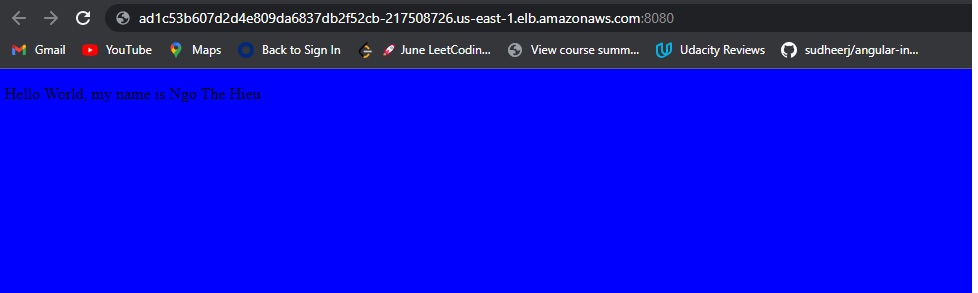 ad1c53b607d2d4e809da6837db2f52cb-217508726.us-east-1.elb.amazonaws.com:8080
Gmail YouTube Maps Back to Sign In June LeetCodin... View course summ... Udacity Reviews sudheerj/angular-in...
Hello World, my name is Ngo The Hieu